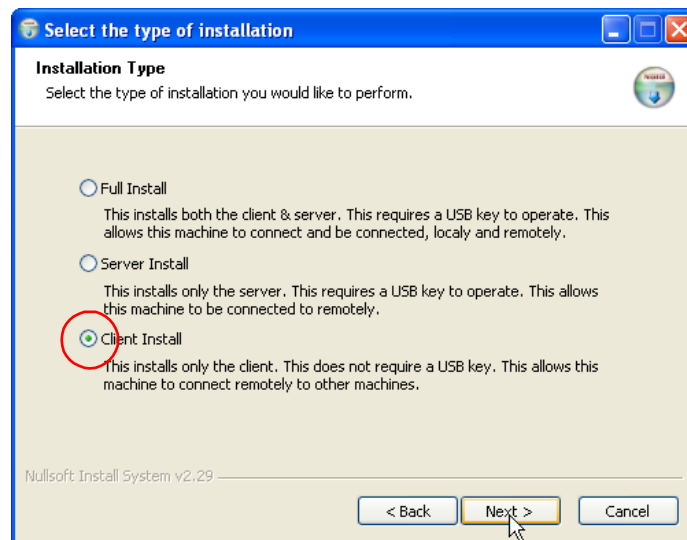 Select the type of installation
Installation Type
Select the type of installation you would like to perform.
Full Install
This installs both the client & server. This requires a USB key to operate. This
allows this machine to connect and be connected, localy and remotely.
Server Install
This installs only the server. This requires a USB key to operate. This allows
this machine to be connected to remotely.
Client Install
This installs only the client. This does not require a USB key. This allows this
machine to connect remotely to other machines.
Nullsoft Install System v2.29
< Back Next > Cancel